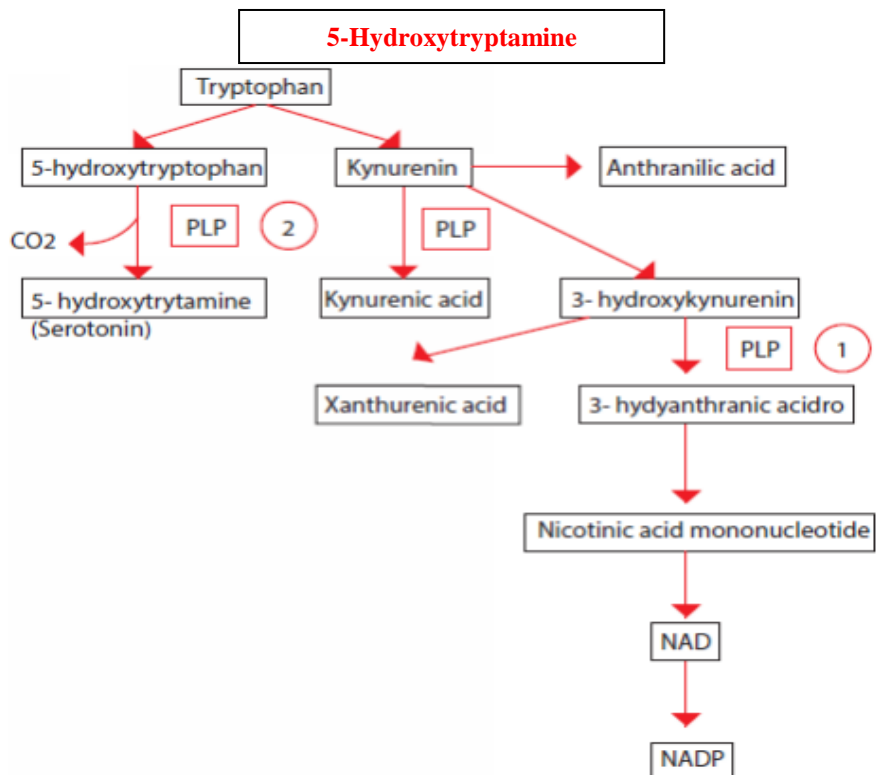 5-Hydroxytryptamine
Tryptophan
5-hydroxytryptophan
Kynurenin
Anthranilic acid
CO2
PLP
2
PLP
5- hydroxytrytamine
(Serotonin)
Kynurenic acid
3- hydroxykynurenin
PLP
1
Xanthurenic acid
3- hydyanthranic acidro
Nicotinic acid mononucleotide
NAD
NADP